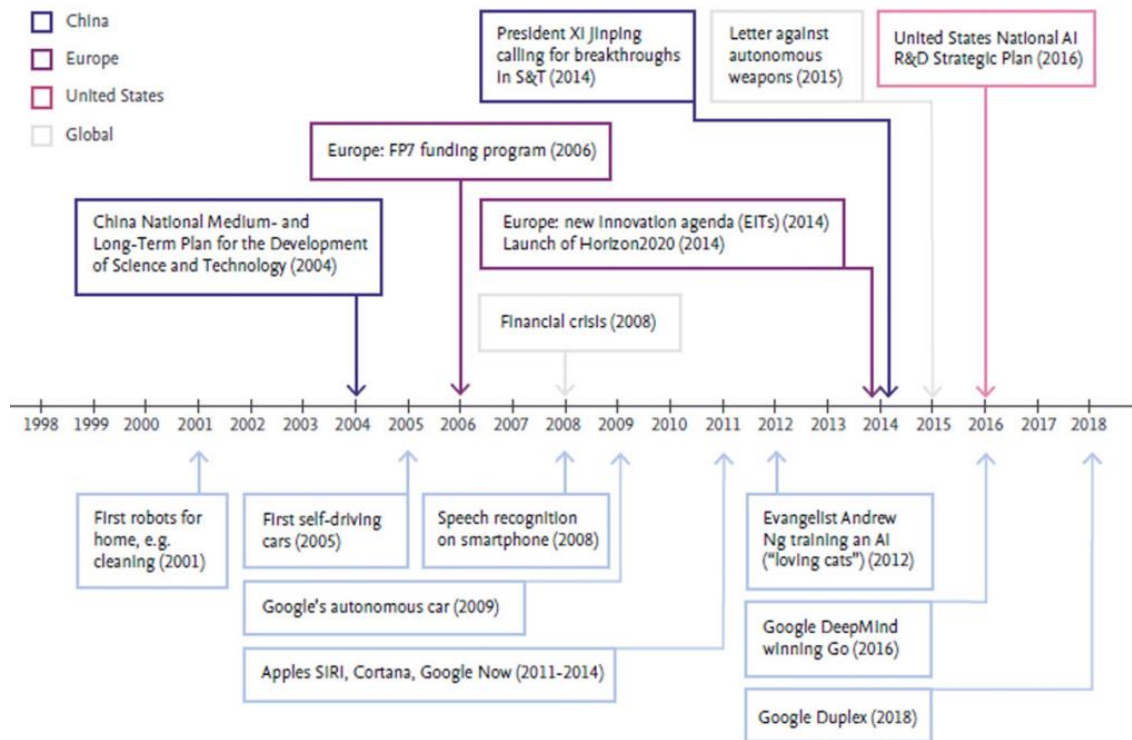 China
Europe
United States
Global
President Xi Jinping
calling for breakthroughs
in S&T (2014)
Letter against
autonomous
weapons (2015)
United States National AI
R&D Strategic Plan (2016)
Europe: FP7 funding program (2006)
China National Medium- and
Long-Term Plan for the Development
of Science and Technology (2004)
Europe: new innovation agenda (EITs) (2014)
Launch of Horizon2020 (2014)
Financial crisis (2008)
1998 1999 2000 2001 2002 2003 2004 2005 2006 2007 2008 2009 2010 2011 2012 2013 2014 2015 2016 2017 2018
First robots for
home, e.g.
cleaning (2001)
First self-driving
cars (2005)
Speech recognition
on smartphone (2008)
Evangelist Andrew
Ng training an AI
("loving cats") (2012)
Google's autonomous car (2009)
Google DeepMind
winning Go (2016)
Apples SIRI, Cortana, Google Now (2011-2014)
Google Duplex (2018)